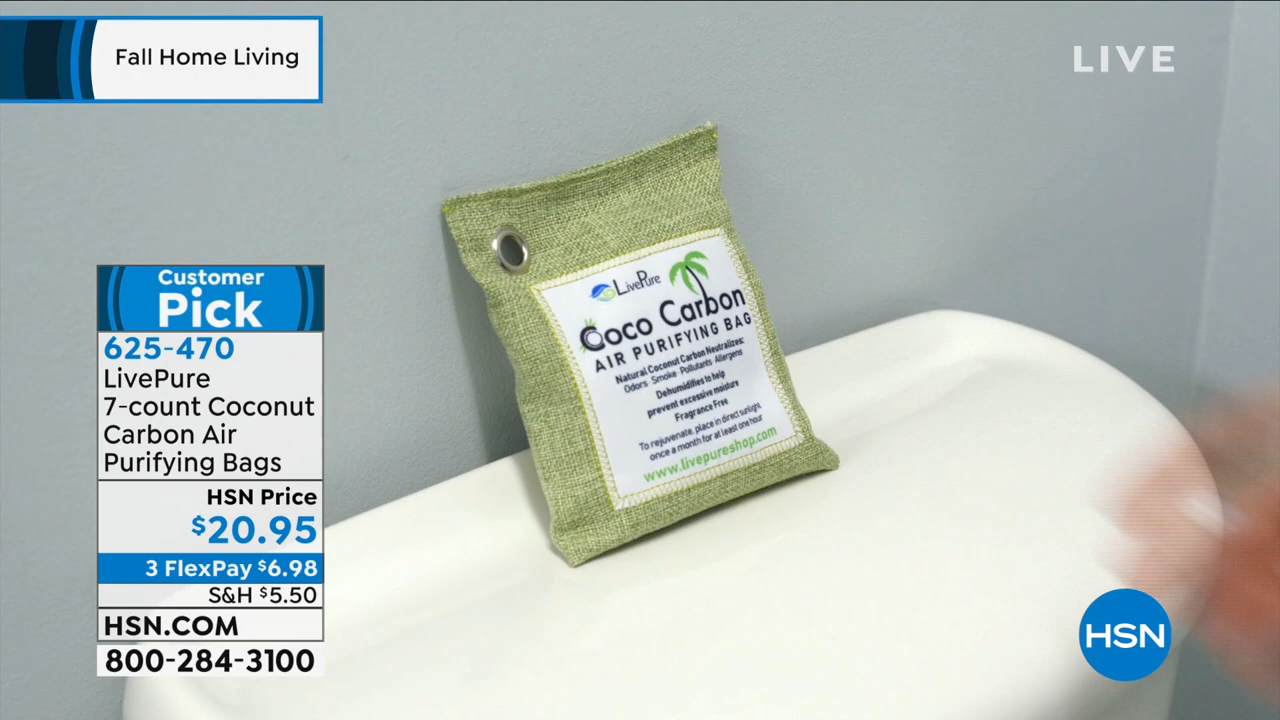 Fall Home Living
LIVE
Customer
Pick
625-470
LivePure
7-count Coconut
Carbon Air
Purifying Bags
HSN Price
$20.95
3 FlexPay $6.98
S&H $5.50
HSN.COM
800-284-3100
LivePure
Coco Carbon
AIR PURIFYING BAG
Natural Coconut Carbon Neutralizes:
Odors Smoke Pollutants Allergens
Dehumidifies to help
prevent excessive moisture
Fragrance Free
To rejuvenate, place in direct sunlight,
once a month for at least one hour
www.livepureshop.com
HSN